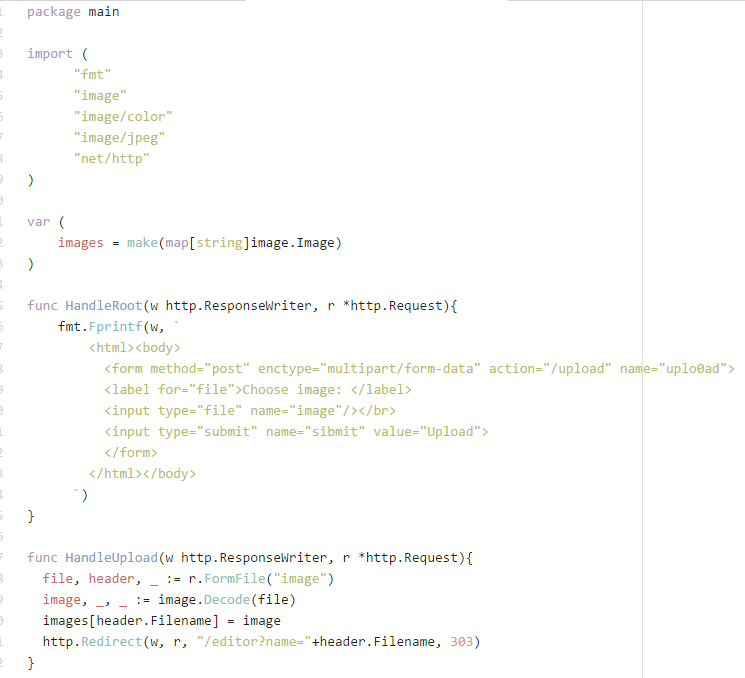 package main
import (
"fmt"
"image"
"image/color"
"image/jpeg"
"net/http"
)
var (
images = make(map[string]image.Image)
)
func HandleRoot(w http.ResponseWriter, r *http.Request){
fmt.Fprintf(w, `
<html><body>
<form method="post" enctype="multipart/form-data" action="/upload" name="uplo0ad">
<label for="file">Choose image: </label>
<input type="file" name="image"/></br>
<input type="submit" name="sibmit" value="Upload">
</form>
</html></body>
`)
}
func HandleUpload(w http.ResponseWriter, r *http.Request){
file, header, _ := r.FormFile("image")
image, _, _ := image.Decode(file)
images[header.Filename] = image
http.Redirect(w, r, "/editor?name="+header.Filename, 303)
}